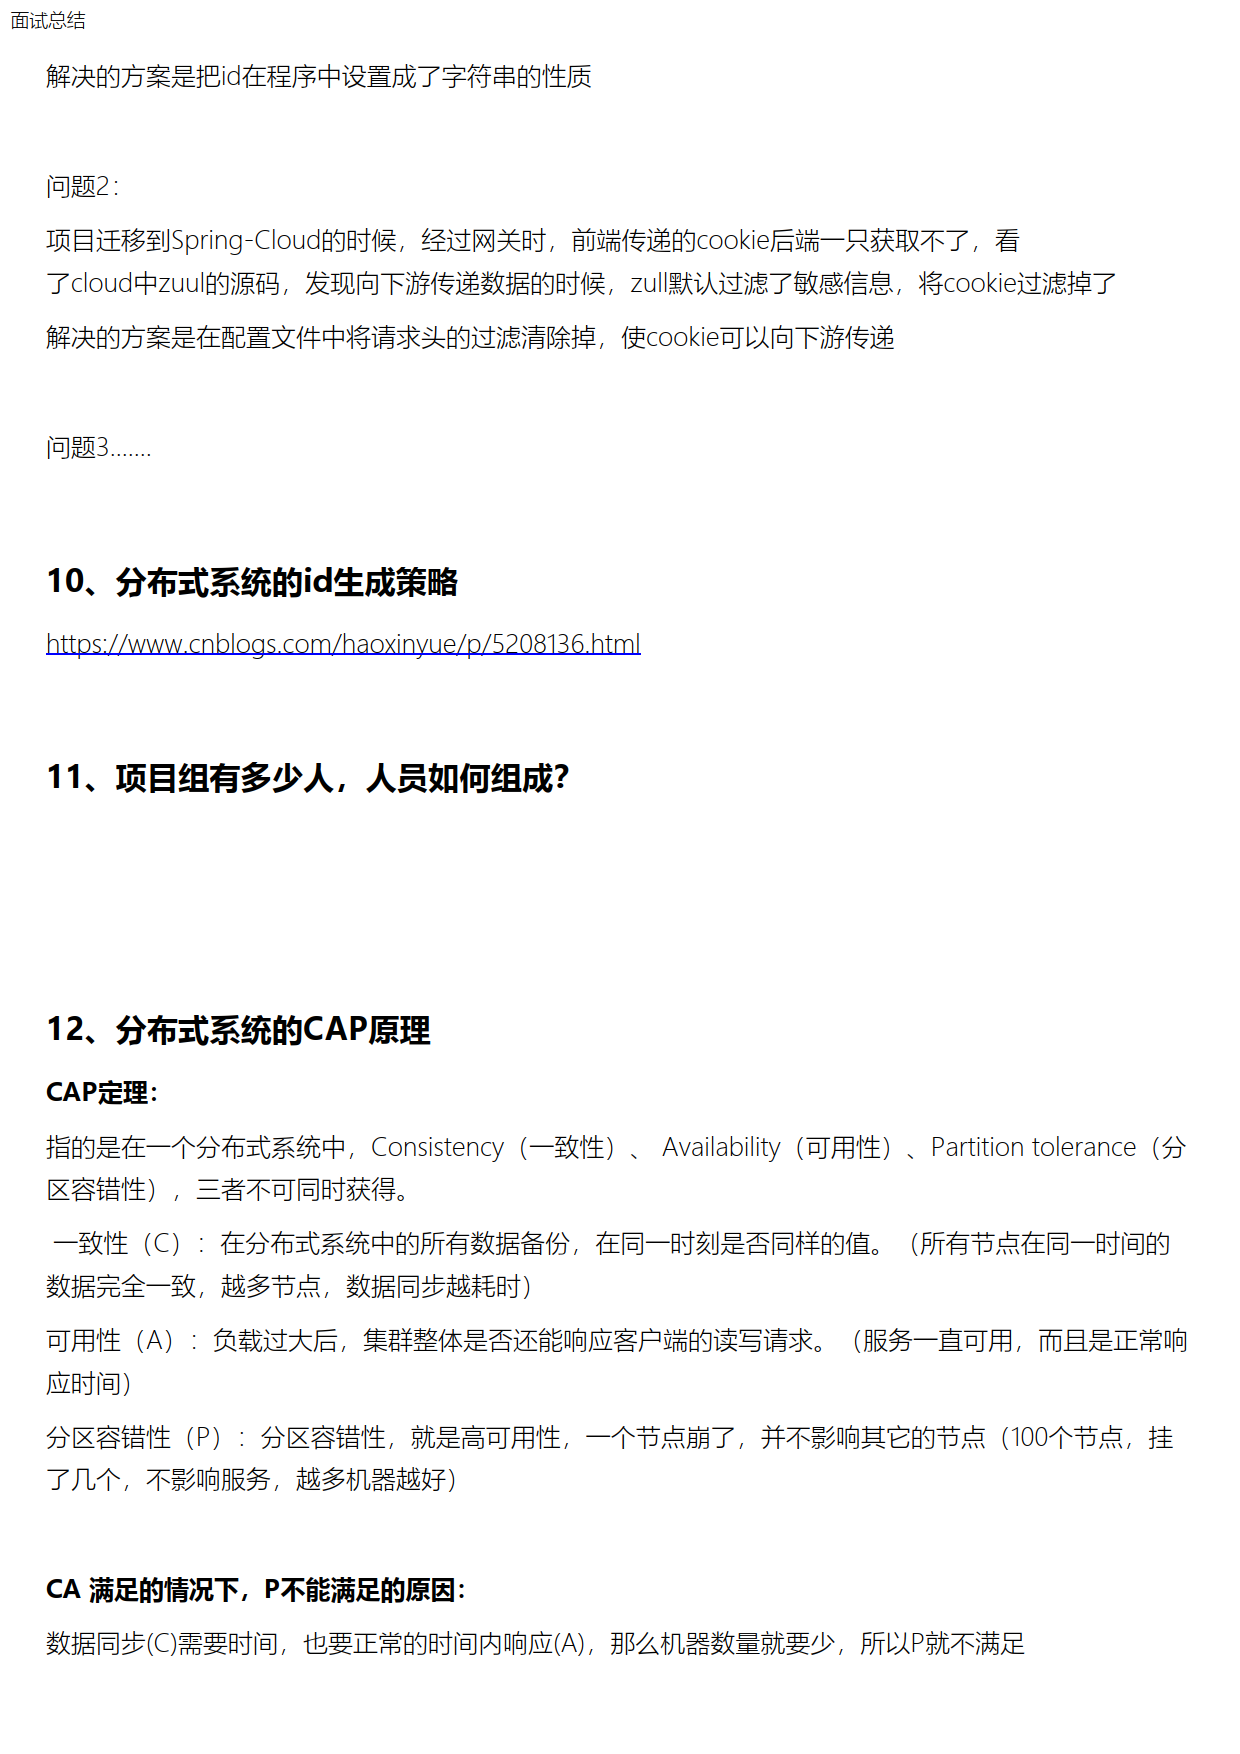 面试总结
解决的方案是把id在程序中设置成了字符串的性质
问题2：
项目迁移到Spring-Cloud的时候，经过网关时，前端传递的cookie后端一只获取不了，看
了cloud中zuul的源码，发现向下游传递数据的时候，zull默认过滤了敏感信息，将cookie过滤掉了
解决的方案是在配置文件中将请求头的过滤清除掉，使cookie可以向下游传递
问题3.......
10、分布式系统的id生成策略
https://www.cnblogs.com/haoxinyue/p/5208136.html
11、项目组有多少人，人员如何组成？
12、分布式系统的CAP原理
CAP定理：
指的是在一个分布式系统中，Consistency（一致性）、 Availability（可用性）、Partition tolerance（分
区容错性），三者不可同时获得。
一致性（C）：在分布式系统中的所有数据备份，在同一时刻是否同样的值。（所有节点在同一时间的
数据完全一致，越多节点，数据同步越耗时）
可用性（A）：负载过大后，集群整体是否还能响应客户端的读写请求。（服务一直可用，而且是正常响
应时间）
分区容错性（P）：分区容错性，就是高可用性，一个节点崩了，并不影响其它的节点（100个节点，挂
了几个，不影响服务，越多机器越好）
CA 满足的情况下，P不能满足的原因：
数据同步(C)需要时间，也要正常的时间内响应(A)，那么机器数量就要少，所以P就不满足